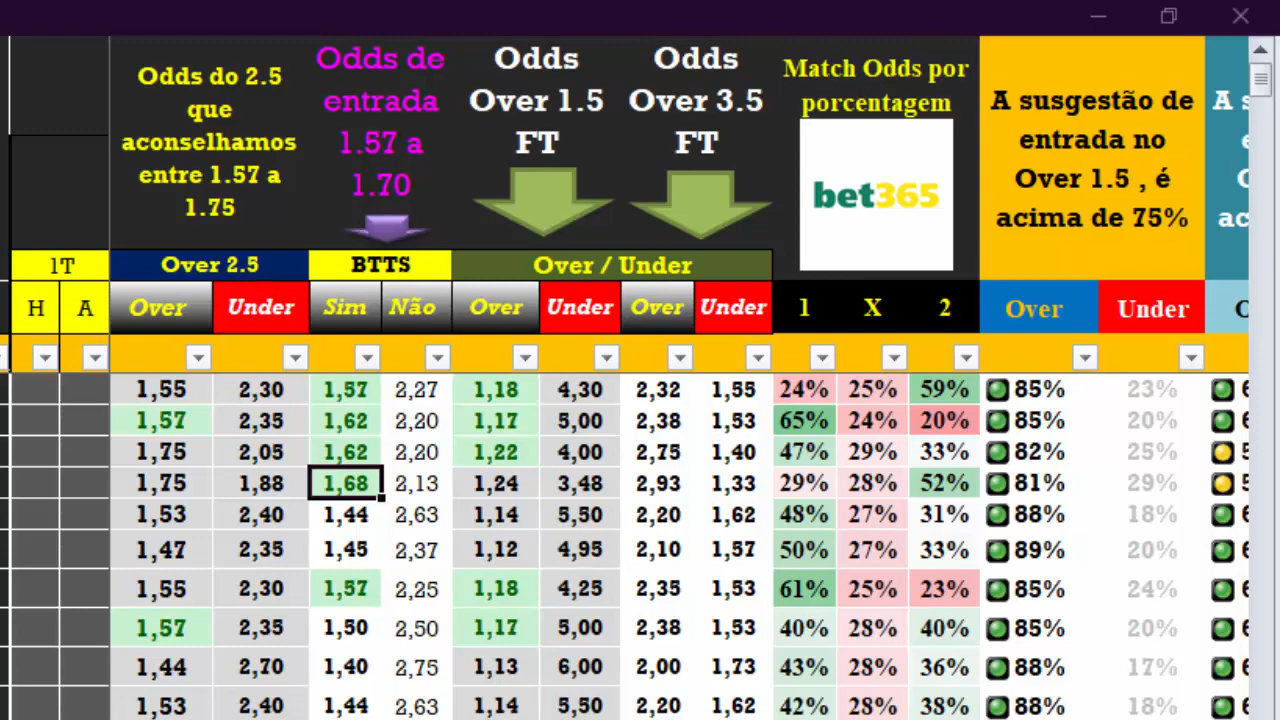 Odds do 2.5
que
aconselhamos
entre 1.57 a
1.75
Odds de
entrada
1.57 a
1.70
Odds
Over 1.5
FT
Odds
Over 3.5
FT
Match Odds por
porcentagem
bet365
A susgestão de
entrada no
Over 1.5 , é
acima de 75%
1T Over 2.5 BTTS Over / Under
H A Over Under Sim Não Over Under Over Under 1 X 2 Over Under
1,55 2,30 1,57 2,27 1,18 4,30 2,32 1,55 24% 25% 59% 85% 23%
1,57 2,35 1,62 2,20 1,17 5,00 2,38 1,53 65% 24% 20% 85% 20%
1,75 2,05 1,62 2,20 1,22 4,00 2,75 1,40 47% 29% 33% 82% 25%
1,75 1,88 1,68 2,13 1,24 3,48 2,93 1,33 29% 28% 52% 81% 29%
1,53 2,40 1,44 2,63 1,14 5,50 2,20 1,62 48% 27% 31% 88% 18%
1,47 2,35 1,45 2,37 1,12 4,95 2,10 1,57 50% 27% 33% 89% 20%
1,55 2,30 1,57 2,25 1,18 4,25 2,35 1,53 61% 25% 23% 85% 24%
1,57 2,35 1,50 2,50 1,17 5,00 2,38 1,53 40% 28% 40% 85% 20%
1,44 2,70 1,40 2,75 1,13 6,00 2,00 1,73 43% 28% 36% 88% 17%
1,53 2,40 1,44 2,63 1,14 5,50 2,20 1,62 42% 28% 38% 88% 18%